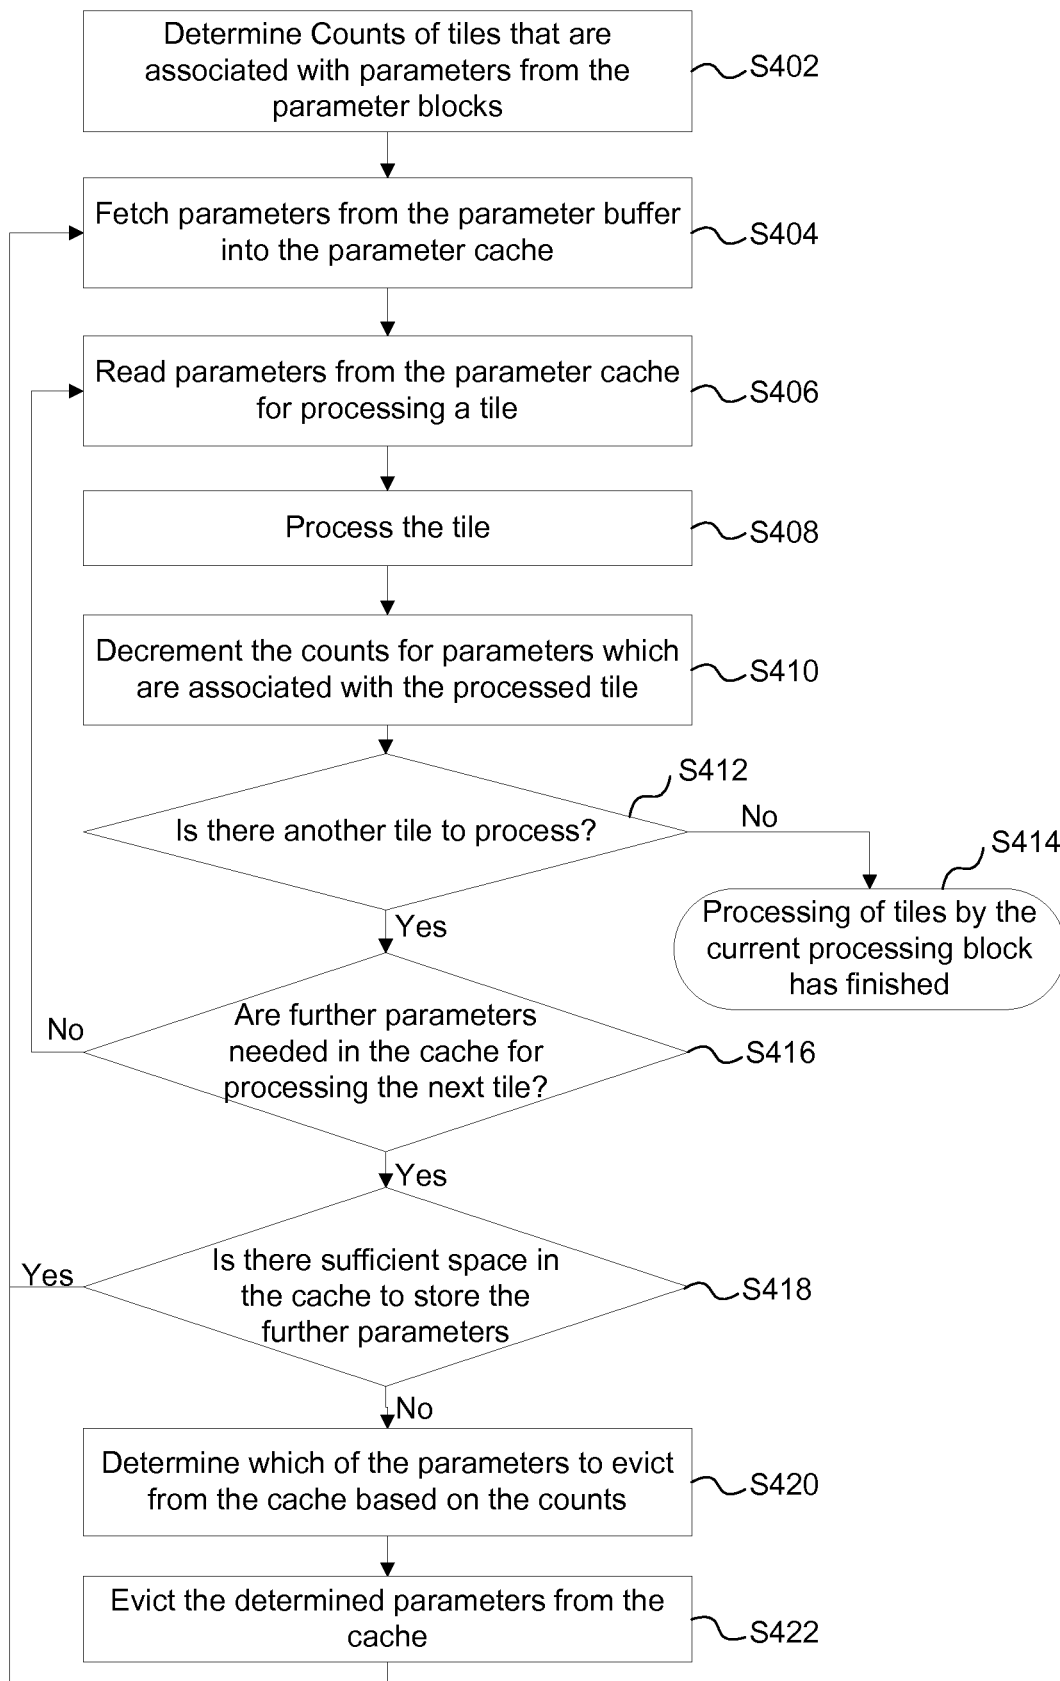 Determine Counts of tiles that are
associated with parameters from the
parameter blocks
S402
Fetch parameters from the parameter buffer
into the parameter cache
S404
Read parameters from the parameter cache
for processing a tile
S406
Process the tile
S408
Decrement the counts for parameters which
are associated with the processed tile
S410
S412
Is there another tile to process?
No
S414
Processing of tiles by the
current processing block
has finished
Yes
Are further parameters
needed in the cache for
processing the next tile?
No
S416
Yes
Is there sufficient space in
the cache to store the
further parameters
Yes
S418
No
Determine which of the parameters to evict
from the cache based on the counts
S420
Evict the determined parameters from the
cache
S422